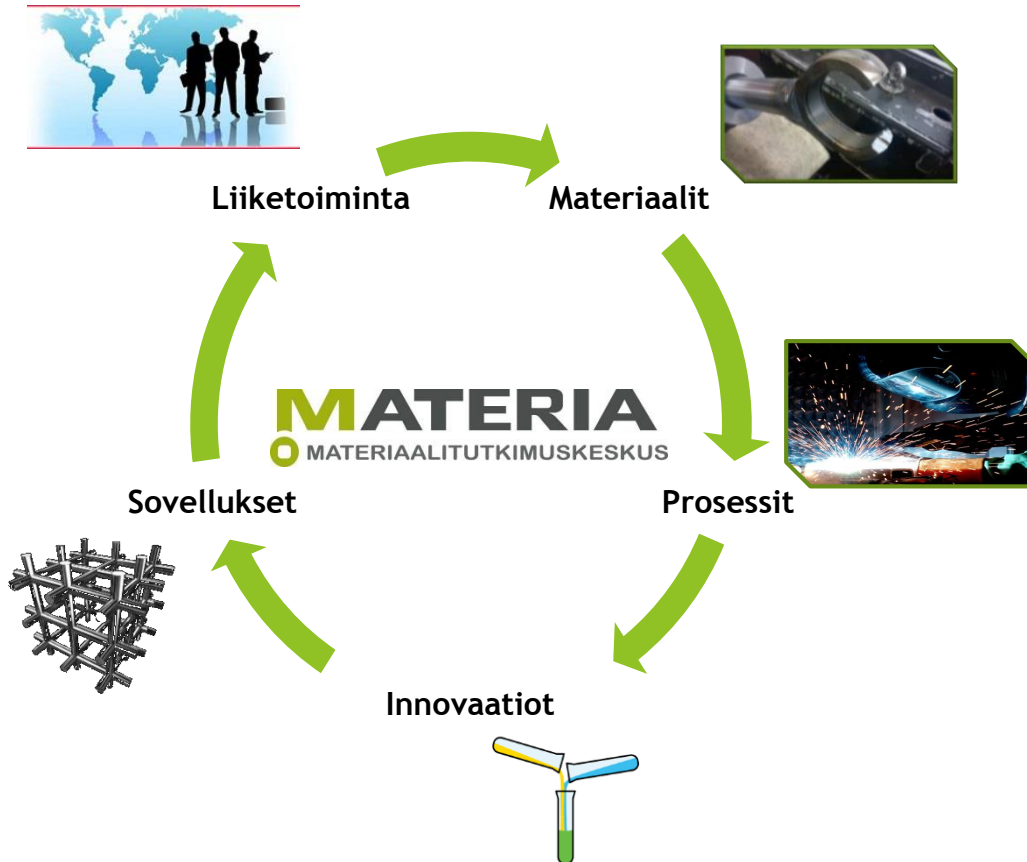 Liiketoiminta
Materiaalit
MATERIA
MATERIAALITUTKIMUSKESKUS
Sovellukset
Prosessit
Innovaatiot